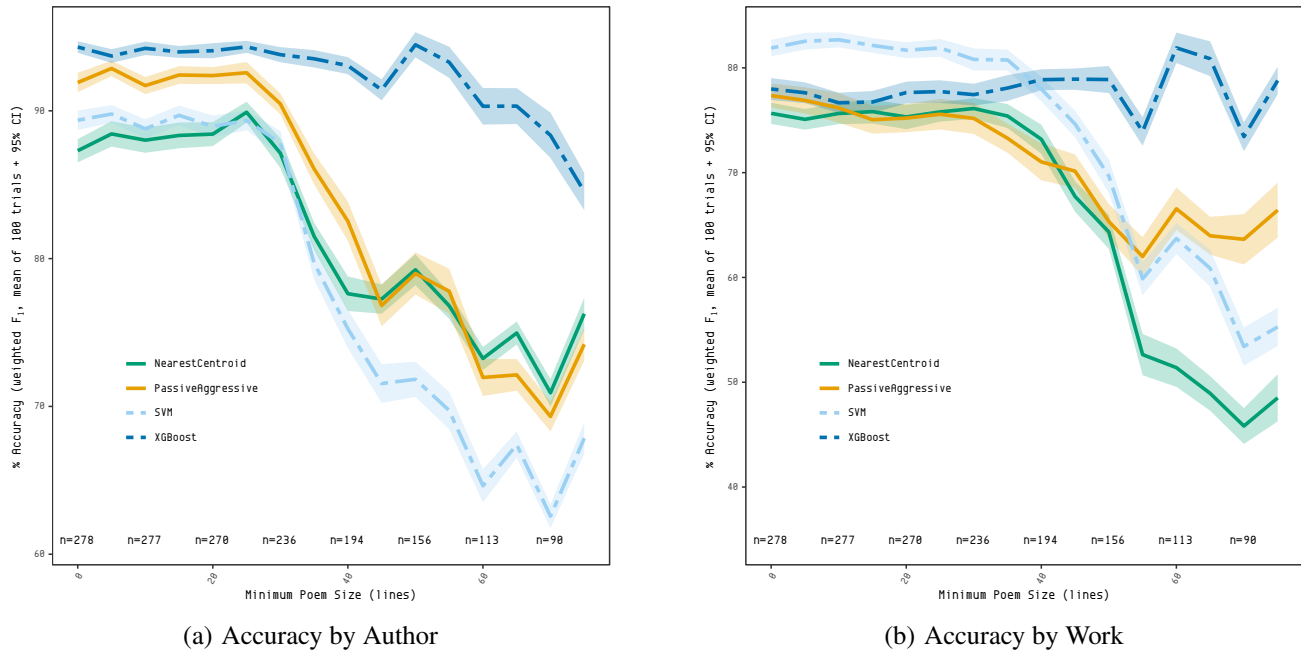 % Accuracy (weighted F₁, mean of 100 trials + 95% CI)
90
80
70
60
NearestCentroid
PassiveAggressive
SVM
XGBoost
n=278 n=277 n=270 n=236 n=194 n=156 n=113 n=90
0 20 40 60
Minimum Poem Size (lines)
(a) Accuracy by Author
% Accuracy (weighted F₁, mean of 100 trials + 95% CI)
80
70
60
50
40
NearestCentroid
PassiveAggressive
SVM
XGBoost
n=278 n=277 n=270 n=236 n=194 n=156 n=113 n=90
0 20 40 60
Minimum Poem Size (lines)
(b) Accuracy by Work